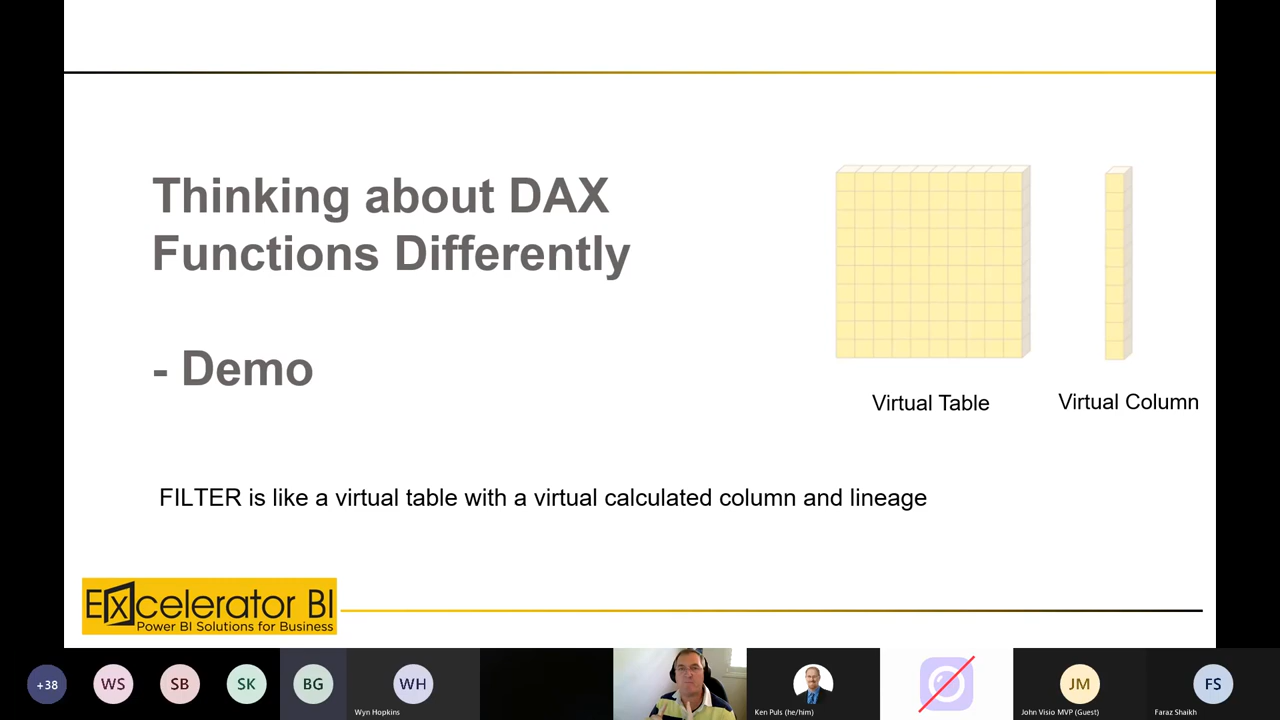 Thinking about DAX
Functions Differently
- Demo
Virtual Table
Virtual Column
FILTER is like a virtual table with a virtual calculated column and lineage
Excelerator BI
Power BI Solutions for Business
+38
WS
SB
SK
BG
WH
Wyn Hopkins
Ken Puls (he/him)
JM
John Visio MVP (Guest)
FS
Faraz Shaikh